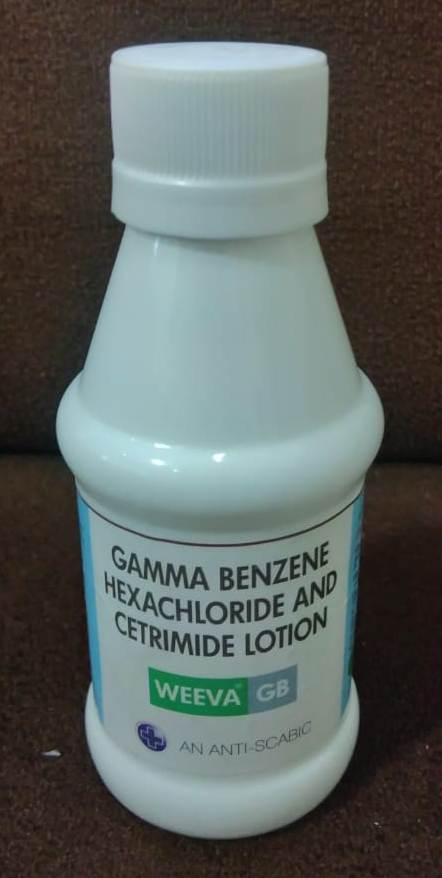 GAMMA BENZENE
HEXACHLORIDE AND
CETRIMIDE LOTION
WEEVA® GB
AN ANTI-SCABIC